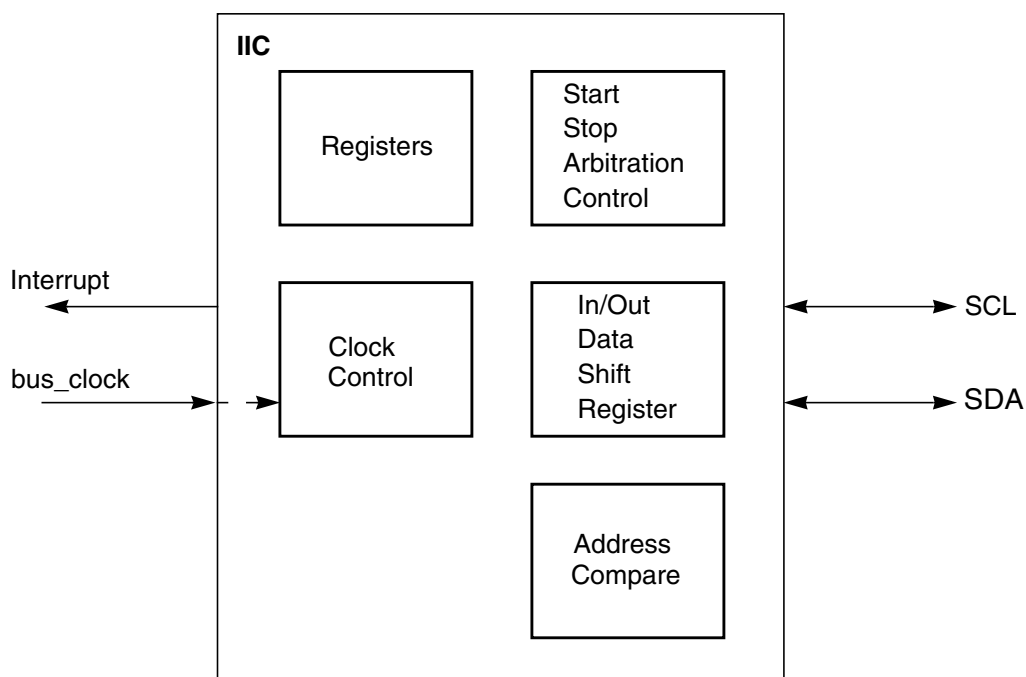 IIC
Registers
Start
Stop
Arbitration
Control
Interrupt
bus_clock
Clock
Control
In/Out
Data
Shift
Register
SCL
SDA
Address
Compare